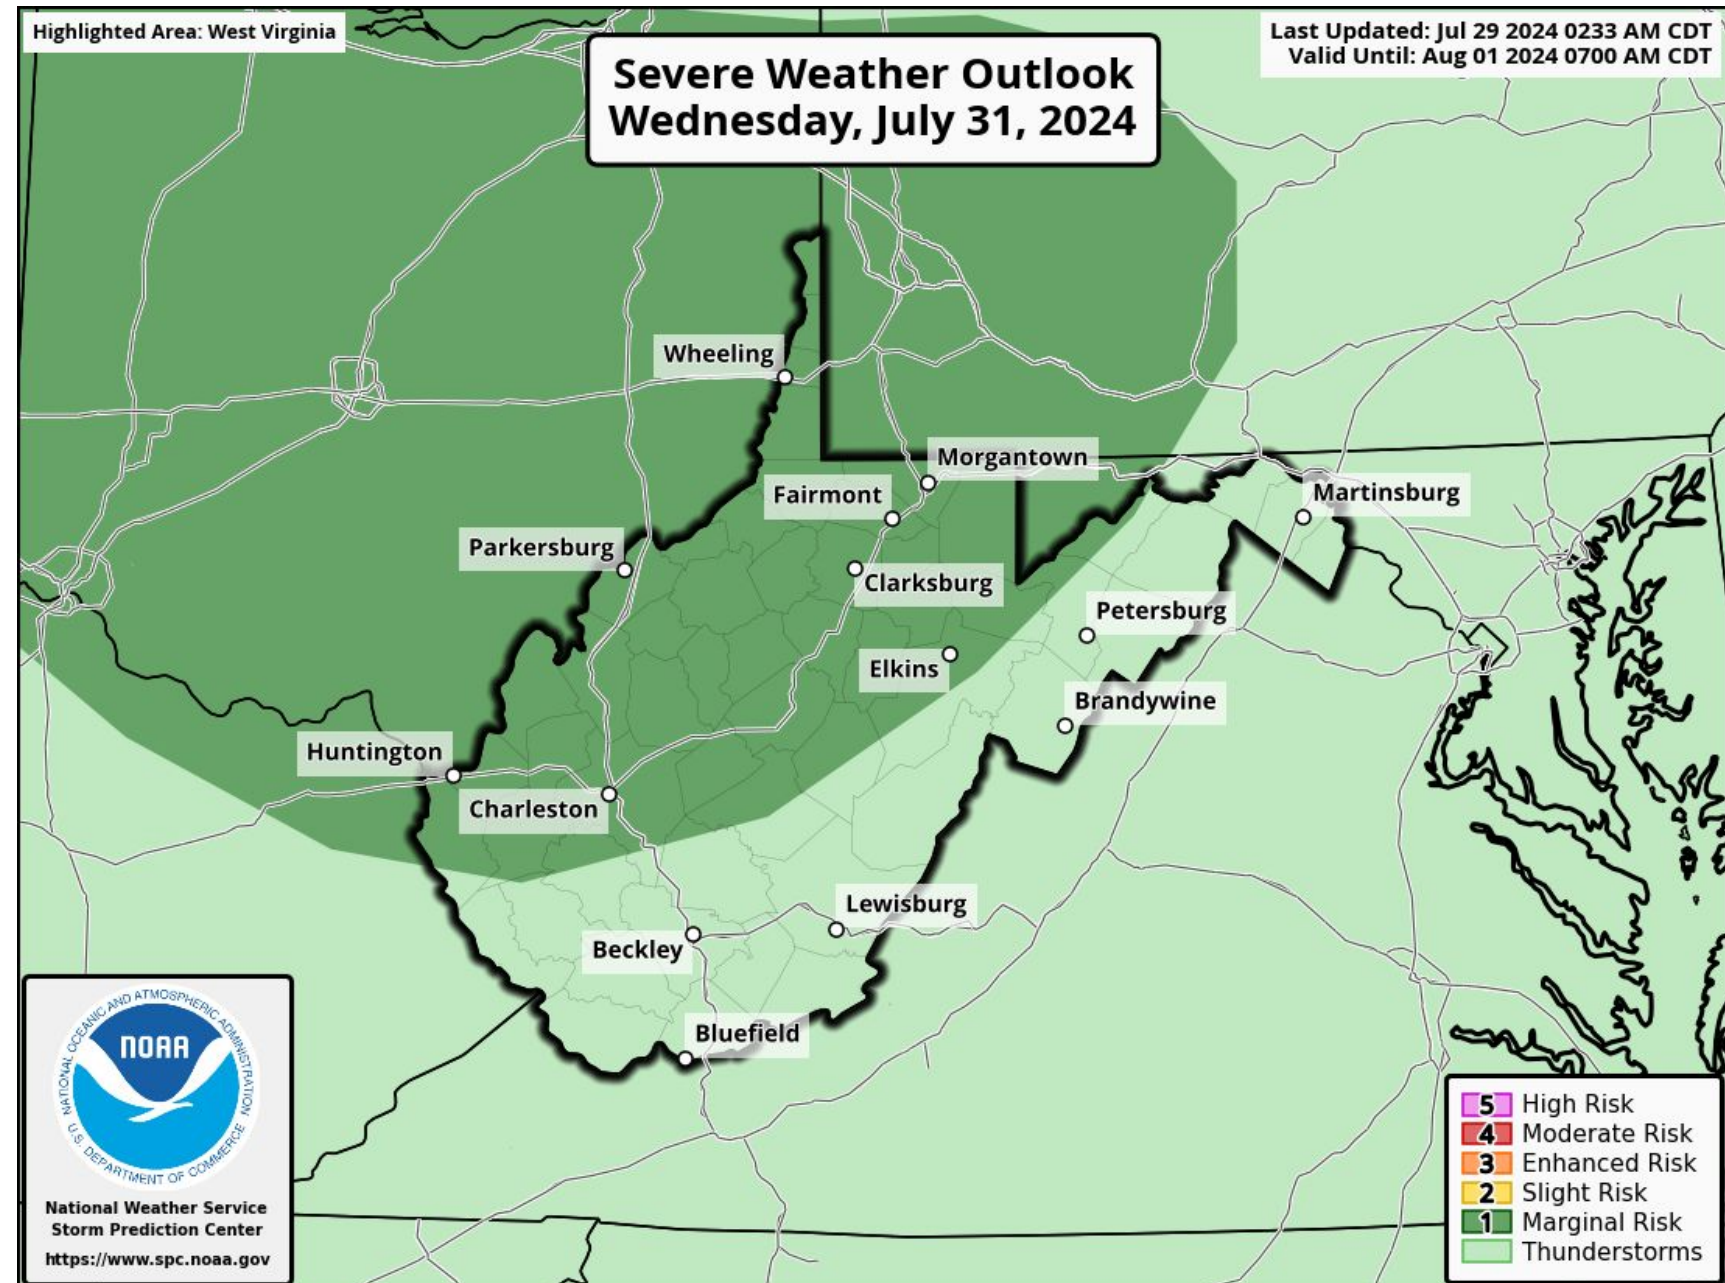 Highlighted Area: West Virginia
Last Updated: Jul 29 2024 0233 AM CDT
Valid Until: Aug 01 2024 0700 AM CDT
Severe Weather Outlook
Wednesday, July 31, 2024
Wheeling
Morgantown
Fairmont
Martinsburg
Parkersburg
Clarksburg
Petersburg
Elkins
Brandywine
Huntington
Charleston
Lewisburg
Beckley
Bluefield
NATIONAL OCEANIC AND ATMOSPHERIC ADMINISTRATION
NOAA
U.S. DEPARTMENT OF COMMERCE
National Weather Service
Storm Prediction Center
https://www.spc.noaa.gov
5 High Risk
4 Moderate Risk
3 Enhanced Risk
2 Slight Risk
1 Marginal Risk
Thunderstorms